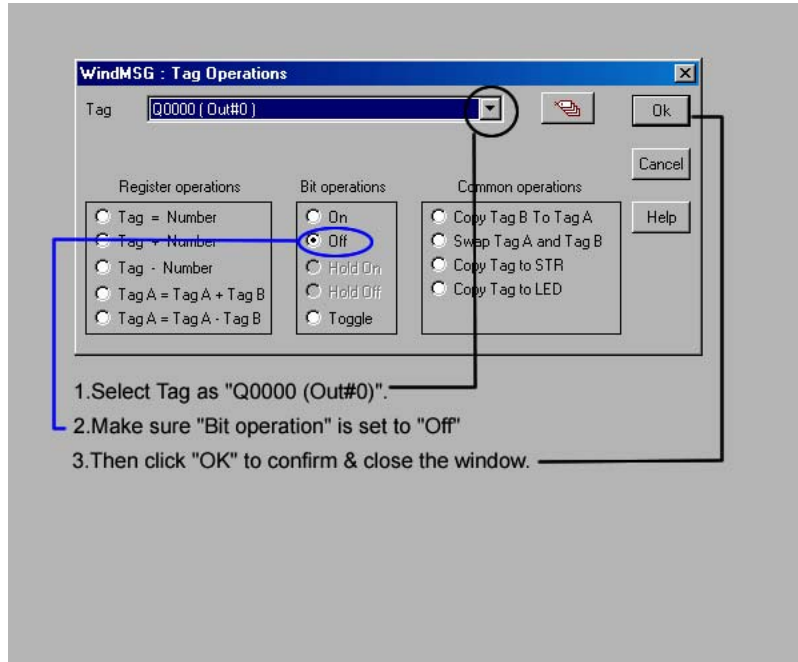 WindMSG : Tag Operations
Tag
Q0000 ( Out#0 )
Ok
Cancel
Help
Register operations
Tag = Number
Tag + Number
Tag - Number
Tag A = Tag A + Tag B
Tag A = Tag A - Tag B
Bit operations
On
Off
Hold On
Hold Off
Toggle
Common operations
Copy Tag B To Tag A
Swap Tag A and Tag B
Copy Tag to STR
Copy Tag to LED
1.Select Tag as "Q0000 (Out#0)".
2.Make sure "Bit operation" is set to "Off"
3.Then click "OK" to confirm & close the window.